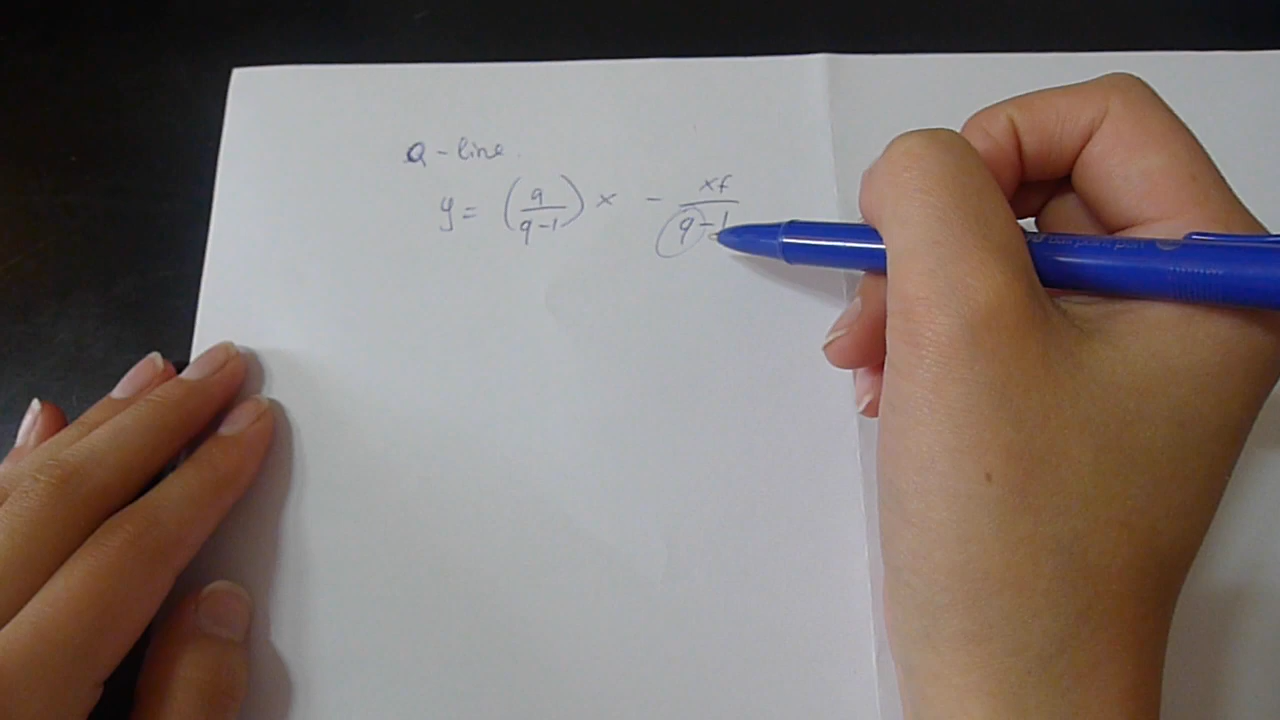 Q-line.
y = (q/q-1) x - xf/q-1